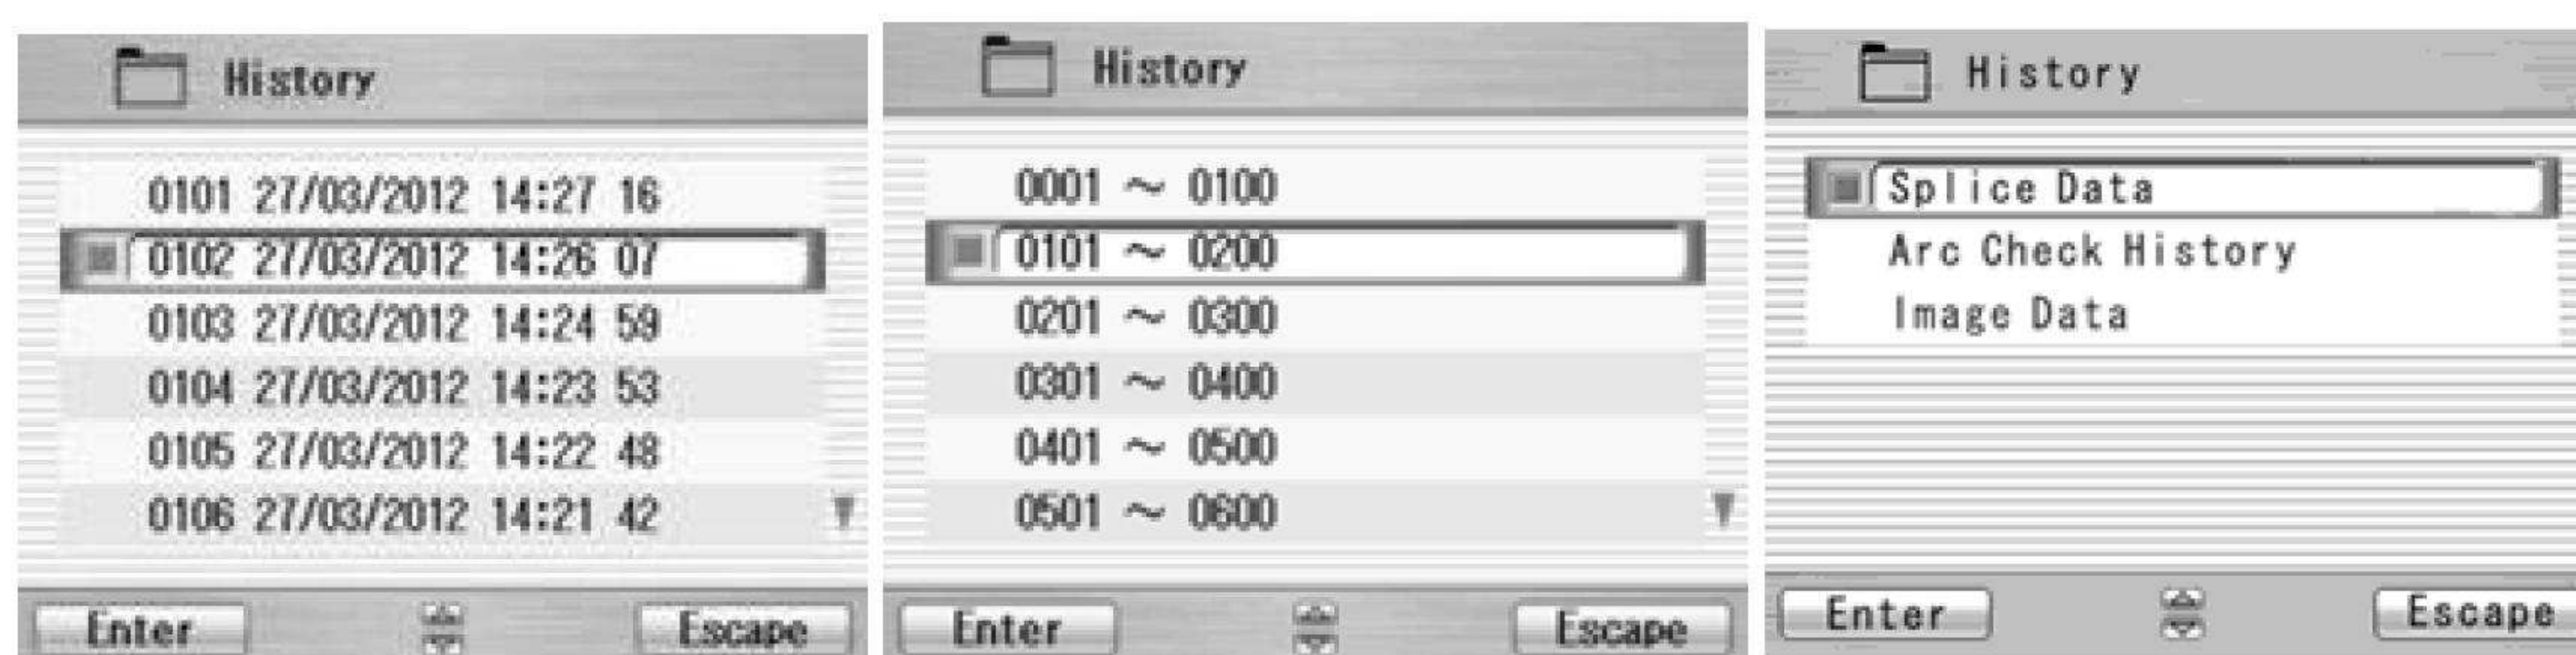 History
0101 27/03/2012 14:27 16
0102 27/03/2012 14:26 07
0103 27/03/2012 14:24 59
0104 27/03/2012 14:23 53
0105 27/03/2012 14:22 48
0106 27/03/2012 14:21 42
Enter
Escape
History
0001 ~ 0100
0101 ~ 0200
0201 ~ 0300
0301 ~ 0400
0401 ~ 0500
0501 ~ 0600
Enter
Escape
History
Splice Data
Arc Check History
Image Data
Enter
Escape